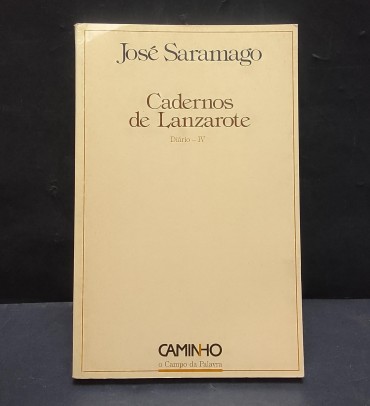 José Saramago
Cadernos
de Lanzarote
Diário - IV
CAMINHO
o Campo da Palavra